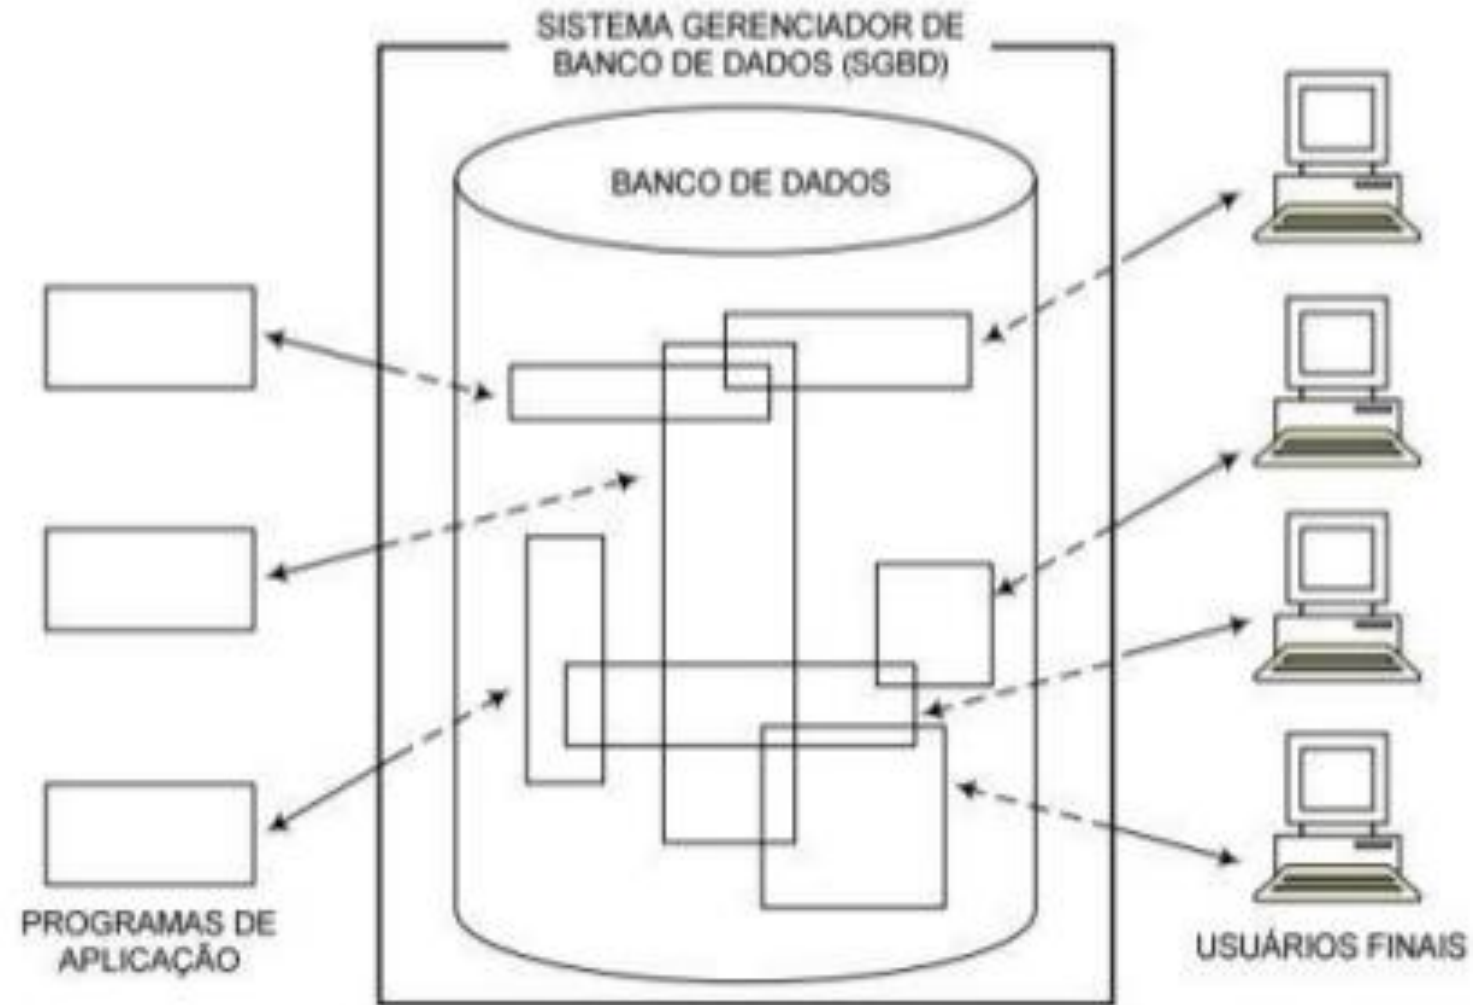 SISTEMA GERENCIADOR DE
BANCO DE DADOS (SGBD)
BANCO DE DADOS
PROGRAMAS DE
APLICAÇÃO
USUÁRIOS FINAIS